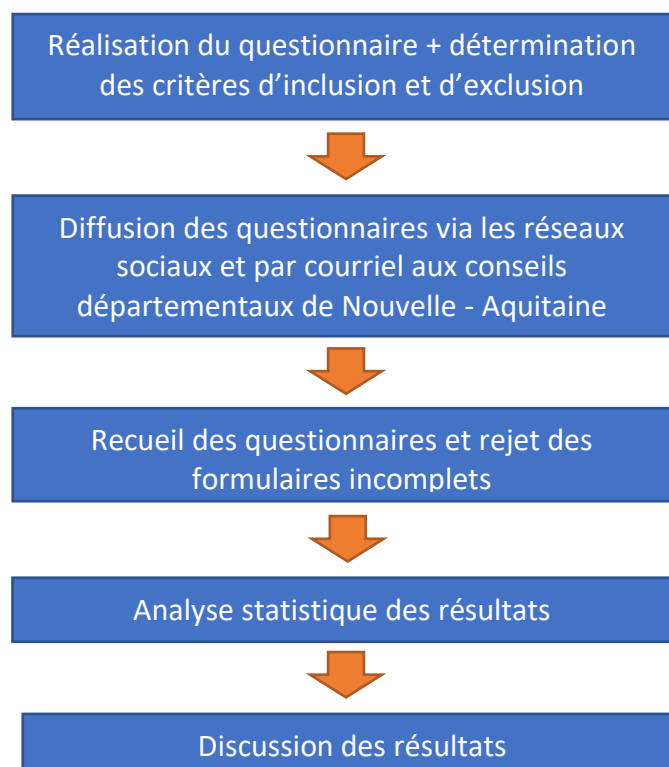 Réalisation du questionnaire + détermination
des critères d’inclusion et d’exclusion
Diffusion des questionnaires via les réseaux
sociaux et par courriel aux conseils
départementaux de Nouvelle - Aquitaine
Recueil des questionnaires et rejet des
formulaires incomplets
Analyse statistique des résultats
Discussion des résultats